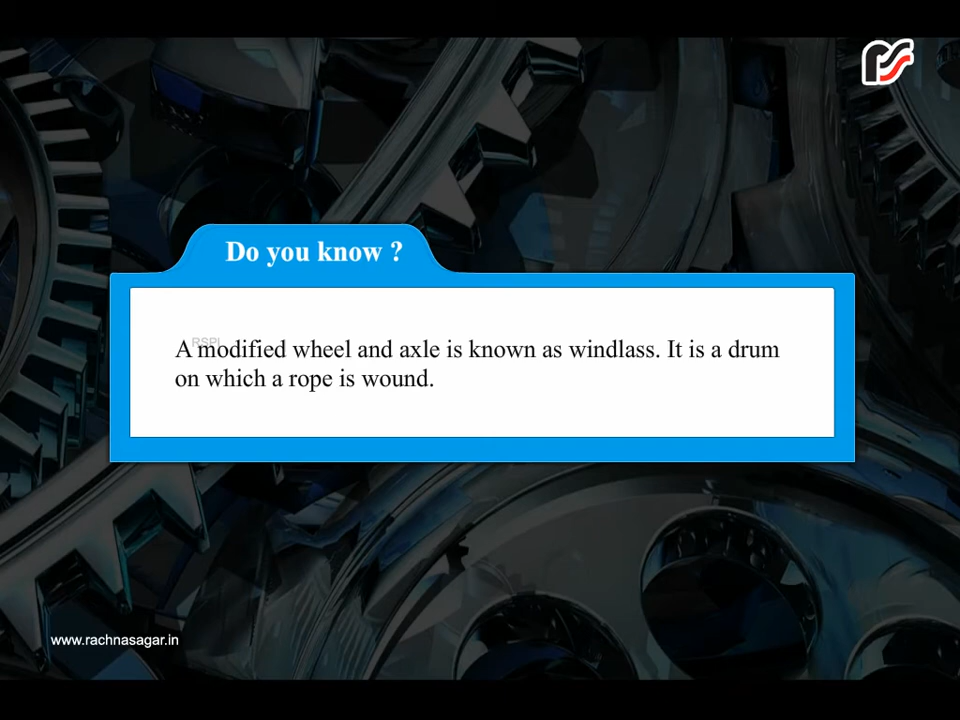 Do you know ?
RSPL
A modified wheel and axle is known as windlass. It is a drum
on which a rope is wound.
www.rachnasagar.in